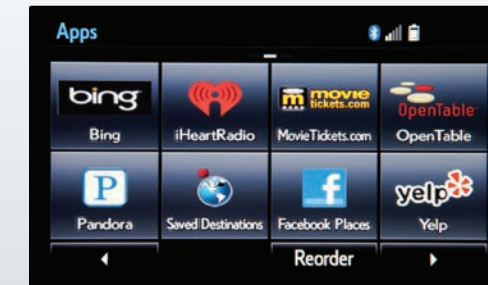 Apps
bing
movie
tickets.com
OpenTable
Bing
iHeartRadio
MovieTickets.com
OpenTable
P
f
yelp
Pandora
Saved Destinations
Facebook Places
Yelp
Reorder